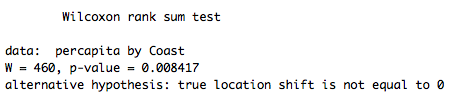 Wilcoxon rank sum test
data:  percapita by Coast
W = 460, p-value = 0.008417
alternative hypothesis: true location shift is not equal to 0